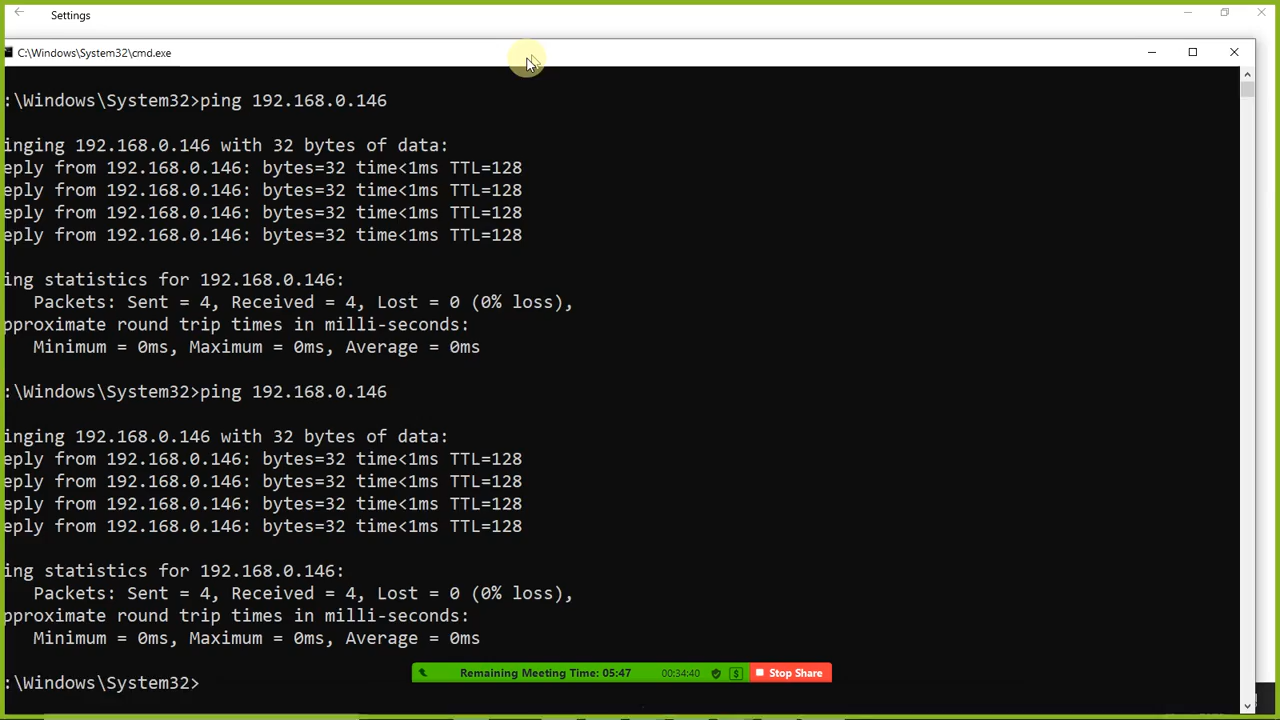 Settings
C:\Windows\System32\cmd.exe
:\Windows\System32>ping 192.168.0.146
inging 192.168.0.146 with 32 bytes of data:
eply from 192.168.0.146: bytes=32 time<1ms TTL=128
eply from 192.168.0.146: bytes=32 time<1ms TTL=128
eply from 192.168.0.146: bytes=32 time<1ms TTL=128
eply from 192.168.0.146: bytes=32 time<1ms TTL=128
ing statistics for 192.168.0.146:
Packets: Sent = 4, Received = 4, Lost = 0 (0% loss),
pproximate round trip times in milli-seconds:
Minimum = 0ms, Maximum = 0ms, Average = 0ms
:\Windows\System32>ping 192.168.0.146
inging 192.168.0.146 with 32 bytes of data:
eply from 192.168.0.146: bytes=32 time<1ms TTL=128
eply from 192.168.0.146: bytes=32 time<1ms TTL=128
eply from 192.168.0.146: bytes=32 time<1ms TTL=128
eply from 192.168.0.146: bytes=32 time<1ms TTL=128
ing statistics for 192.168.0.146:
Packets: Sent = 4, Received = 4, Lost = 0 (0% loss),
pproximate round trip times in milli-seconds:
Minimum = 0ms, Maximum = 0ms, Average = 0ms
Remaining Meeting Time: 05:47 00:34:40 $ Stop Share
:\Windows\System32>